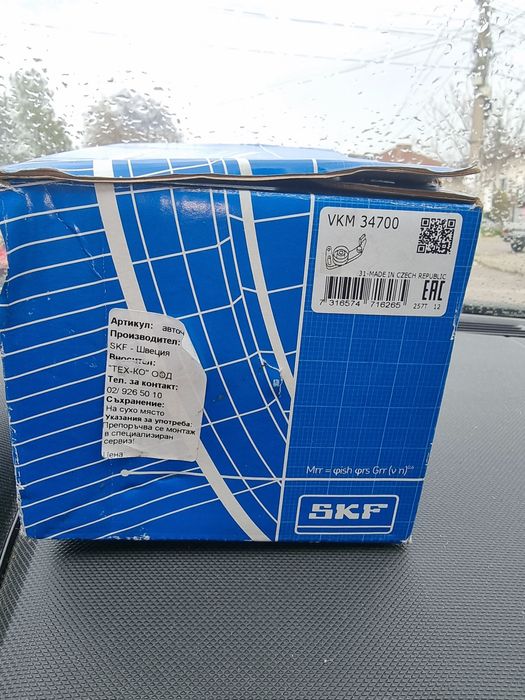 VKM 34700
31-MADE IN CZECH REPUBLIC
7 316574 716265
EAC
257T 12
Артикул: авточ
Производител:
SKF - Швеция
Вносител:
"ТЕХ-КО" ООД
Тел. за контакт:
02/ 926 50 10
Съхранение:
На сухо място
Указания за употреба:
Препоръчва се монтаж
в специализиран
сервиз!
Цена
Mrr = φish φrs Grr (ν n)
SKF